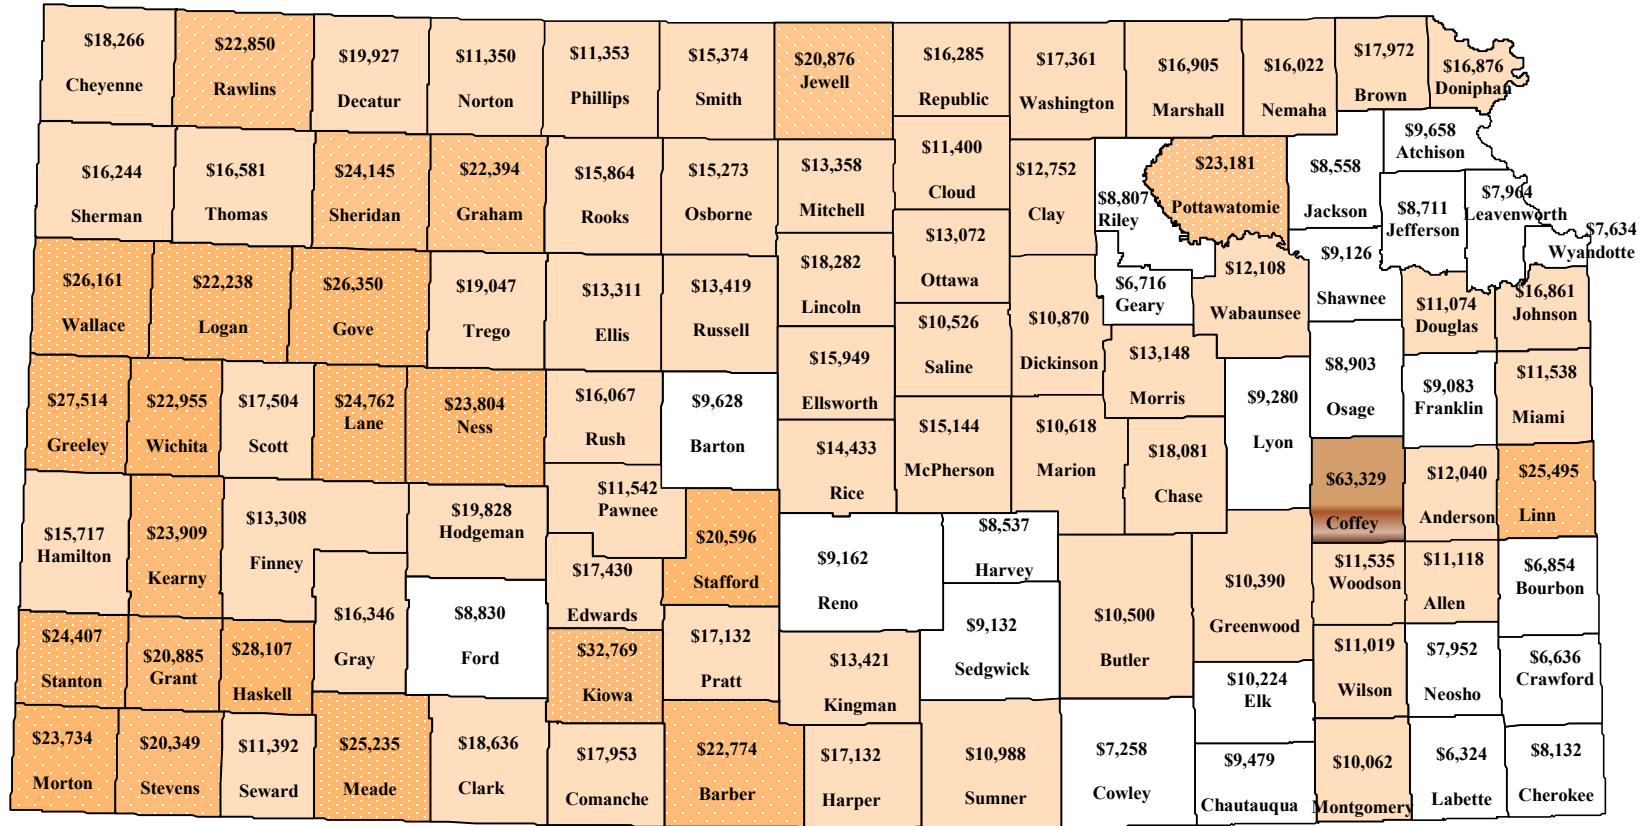 $18,266
Cheyenne
$22,850
Rawlins
$19,927
Decatur
$11,350
Norton
$11,353
Phillips
$15,374
Smith
$20,876
Jewell
$16,285
Republic
$17,361
Washington
$16,905
Marshall
$16,022
Nemaha
$17,972
Brown
$16,876
Doniphan
$16,244
Sherman
$16,581
Thomas
$24,145
Sheridan
$22,394
Graham
$15,864
Rooks
$15,273
Osborne
$13,358
Mitchell
$11,400
Cloud
$12,752
Clay
$8,807
Riley
$23,181
Pottawatomie
$8,558
Jackson
$9,658
Atchison
$8,711
Jefferson
$7,964
Leavenworth
$7,634
Wyandotte
$26,161
Wallace
$22,238
Logan
$26,350
Gove
$19,047
Trego
$13,311
Ellis
$13,419
Russell
$18,282
Lincoln
$13,072
Ottawa
$10,870
Dickinson
$6,716
Geary
$12,108
Wabaunsee
$9,126
Shawnee
$11,074
Douglas
$16,861
Johnson
$27,514
Greeley
$22,955
Wichita
$17,504
Scott
$24,762
Lane
$23,804
Ness
$16,067
Rush
$9,628
Barton
$15,949
Ellsworth
$10,526
Saline
$13,148
Morris
$9,280
Lyon
$8,903
Osage
$9,083
Franklin
$11,538
Miami
$14,433
Rice
$15,144
McPherson
$10,618
Marion
$18,081
Chase
$63,329
Coffey
$12,040
Anderson
$25,495
Linn
$15,717
Hamilton
$23,909
Kearny
$13,308
Finney
$19,828
Hodgeman
$11,542
Pawnee
$20,596
Stafford
$9,162
Reno
$8,537
Harvey
$16,346
Gray
$8,830
Ford
$17,430
Edwards
$17,132
Pratt
$9,132
Sedgwick
$10,500
Butler
$10,390
Greenwood
$11,535
Woodson
$11,118
Allen
$6,854
Bourbon
$24,407
Stanton
$20,885
Grant
$28,107
Haskell
$32,769
Kiowa
$13,421
Kingman
$10,224
Elk
$11,019
Wilson
$7,952
Neosho
$6,636
Crawford
$23,734
Morton
$20,349
Stevens
$11,392
Seward
$25,235
Meade
$18,636
Clark
$17,953
Comanche
$22,774
Barber
$17,132
Harper
$10,988
Sumner
$7,258
Cowley
$9,479
Chautauqua
$10,062
Montgomery
$6,324
Labette
$8,132
Cherokee